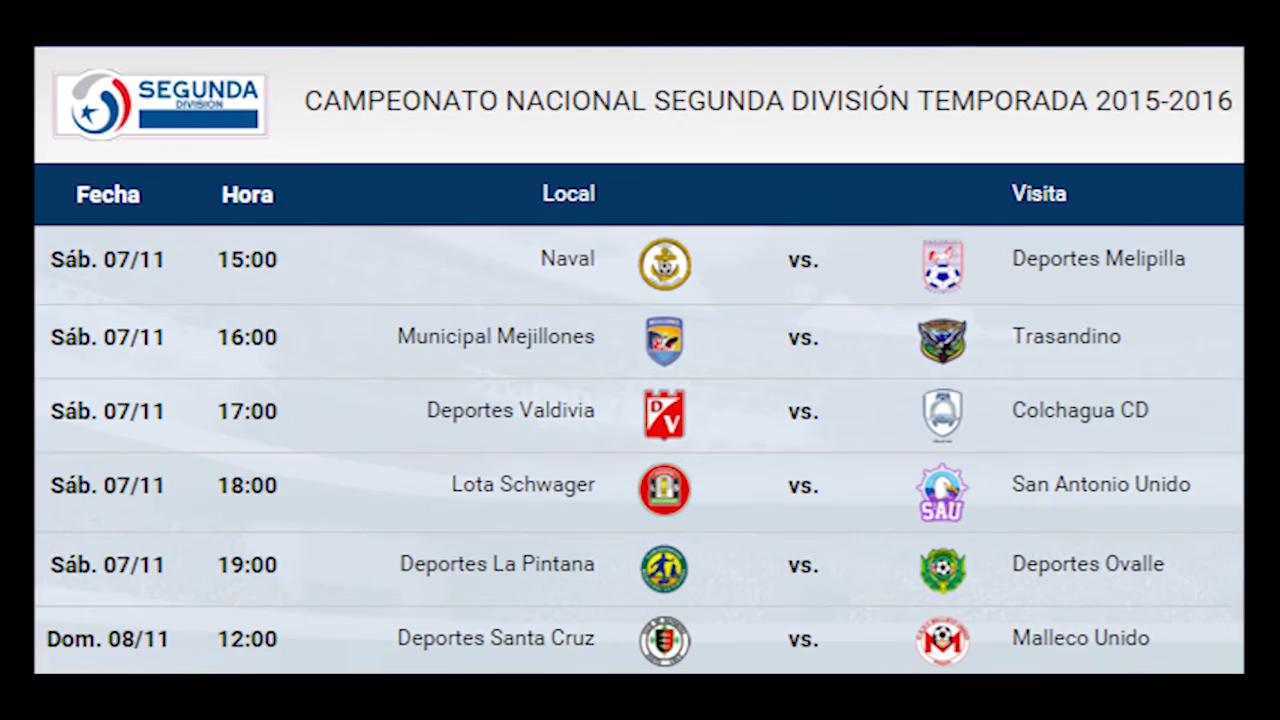 SEGUNDA
DIVISIÓN
CAMPEONATO NACIONAL SEGUNDA DIVISIÓN TEMPORADA 2015-2016
Fecha Hora Local Visita
Sáb. 07/11 15:00 Naval vs. Deportes Melipilla
Sáb. 07/11 16:00 Municipal Mejillones vs. Trasandino
Sáb. 07/11 17:00 Deportes Valdivia D V vs. Colchagua CD
Sáb. 07/11 18:00 Lota Schwager vs. SAU San Antonio Unido
Sáb. 07/11 19:00 Deportes La Pintana vs. Deportes Ovalle
Dom. 08/11 12:00 Deportes Santa Cruz vs. M Malleco Unido